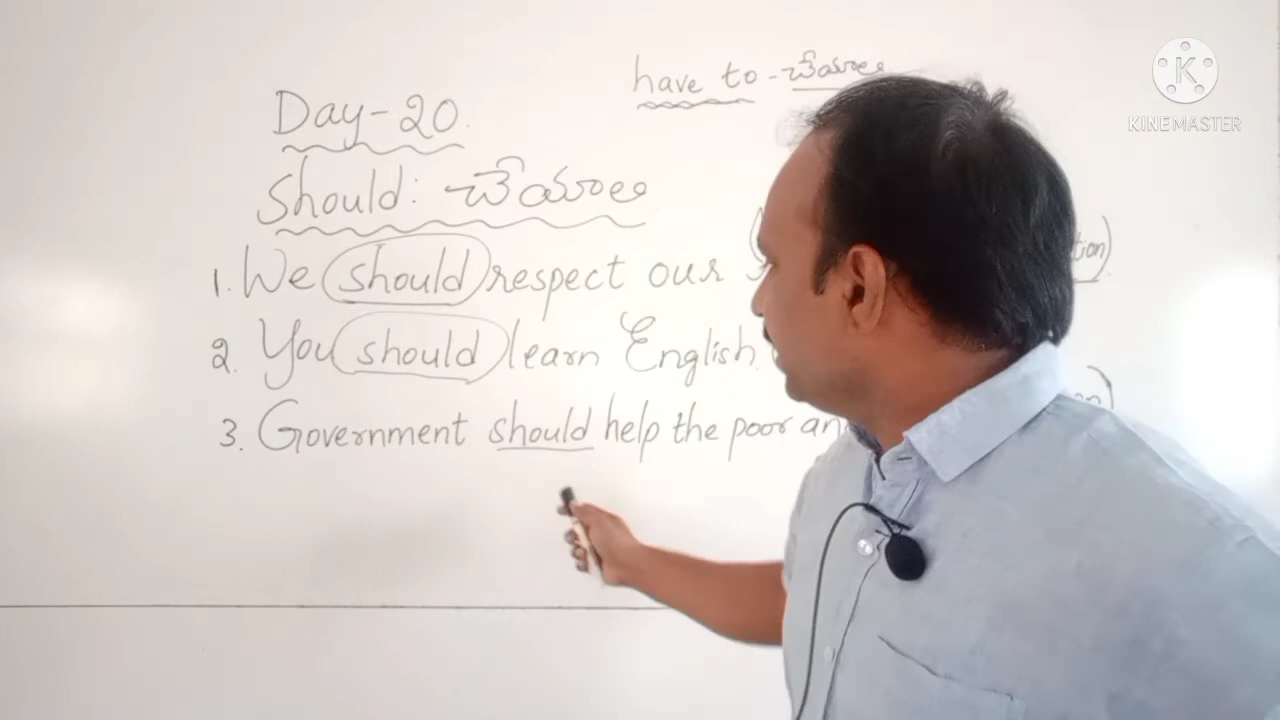 have to - చేయాలి
Day-20.
should: చేయాలి
1. We should respect our
2. You should learn English.
3. Government should help the poor an
KINEMASTER